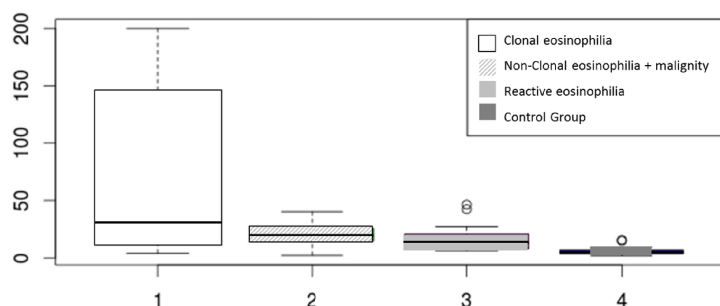 200
150
100
50
0
Clonal eosinophilia
Non-Clonal eosinophilia + malignity
Reactive eosinophilia
Control Group
1 2 3 4